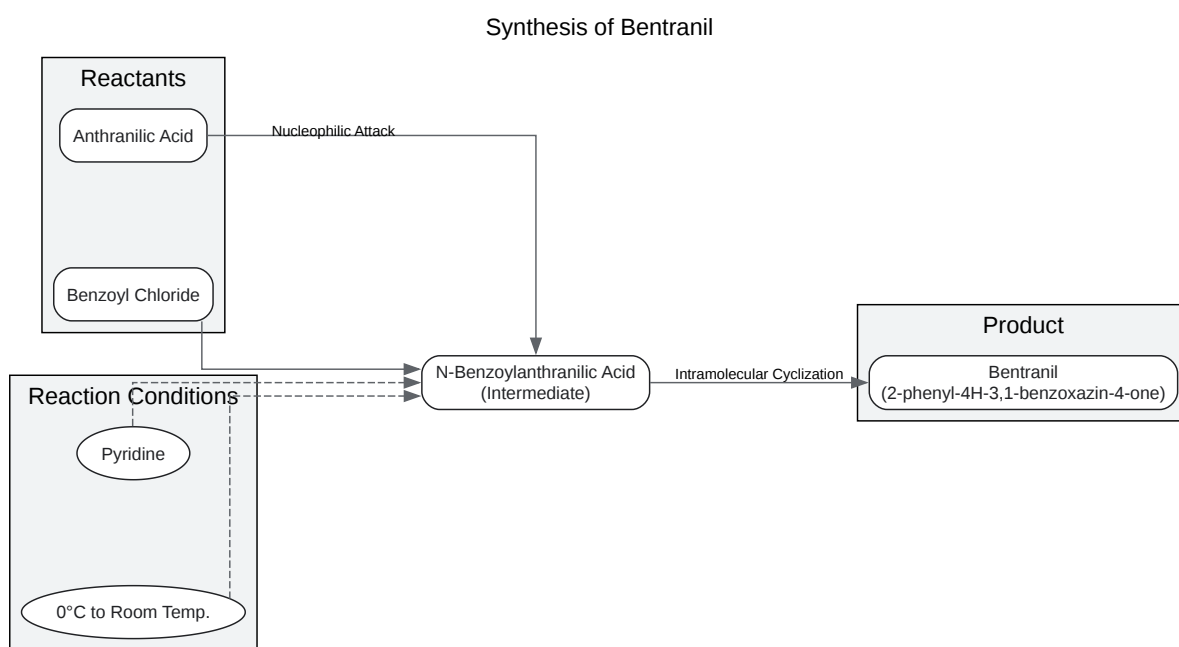 Synthesis of Bentranil
Reactants
Anthranilic Acid
Nucleophilic Attack
Benzoyl Chloride
Reaction Conditions
Pyridine
0°C to Room Temp.
N-Benzoylanthranilic Acid
(Intermediate)
Intramolecular Cyclization
Product
Bentranil
(2-phenyl-4H-3,1-benzoxazin-4-one)